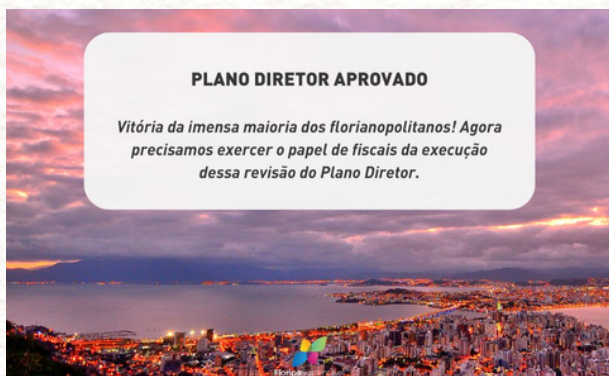 PLANO DIRETOR APROVADO
Vitória da imensa maioria dos florianopolitanos! Agora
precisamos exercer o papel de fiscais da execução
dessa revisão do Plano Diretor.